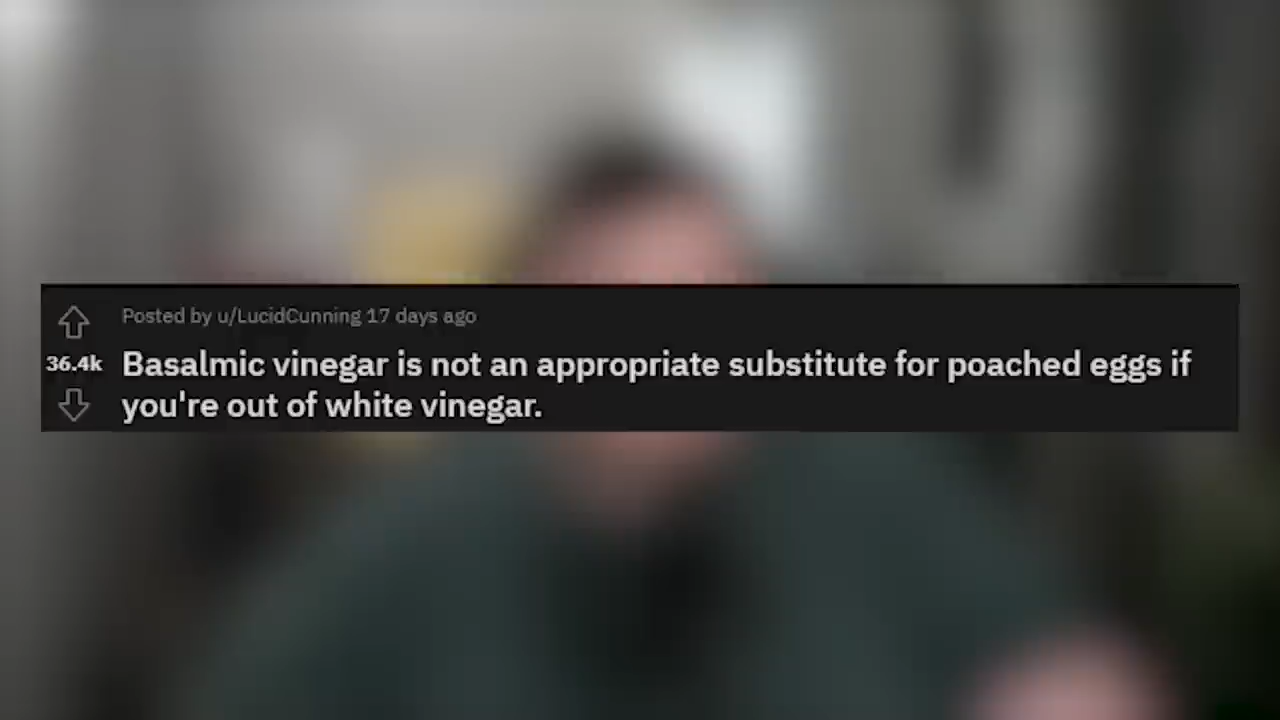 Posted by u/LucidCunning 17 days ago
36.4k
Basalmic vinegar is not an appropriate substitute for poached eggs if
you're out of white vinegar.